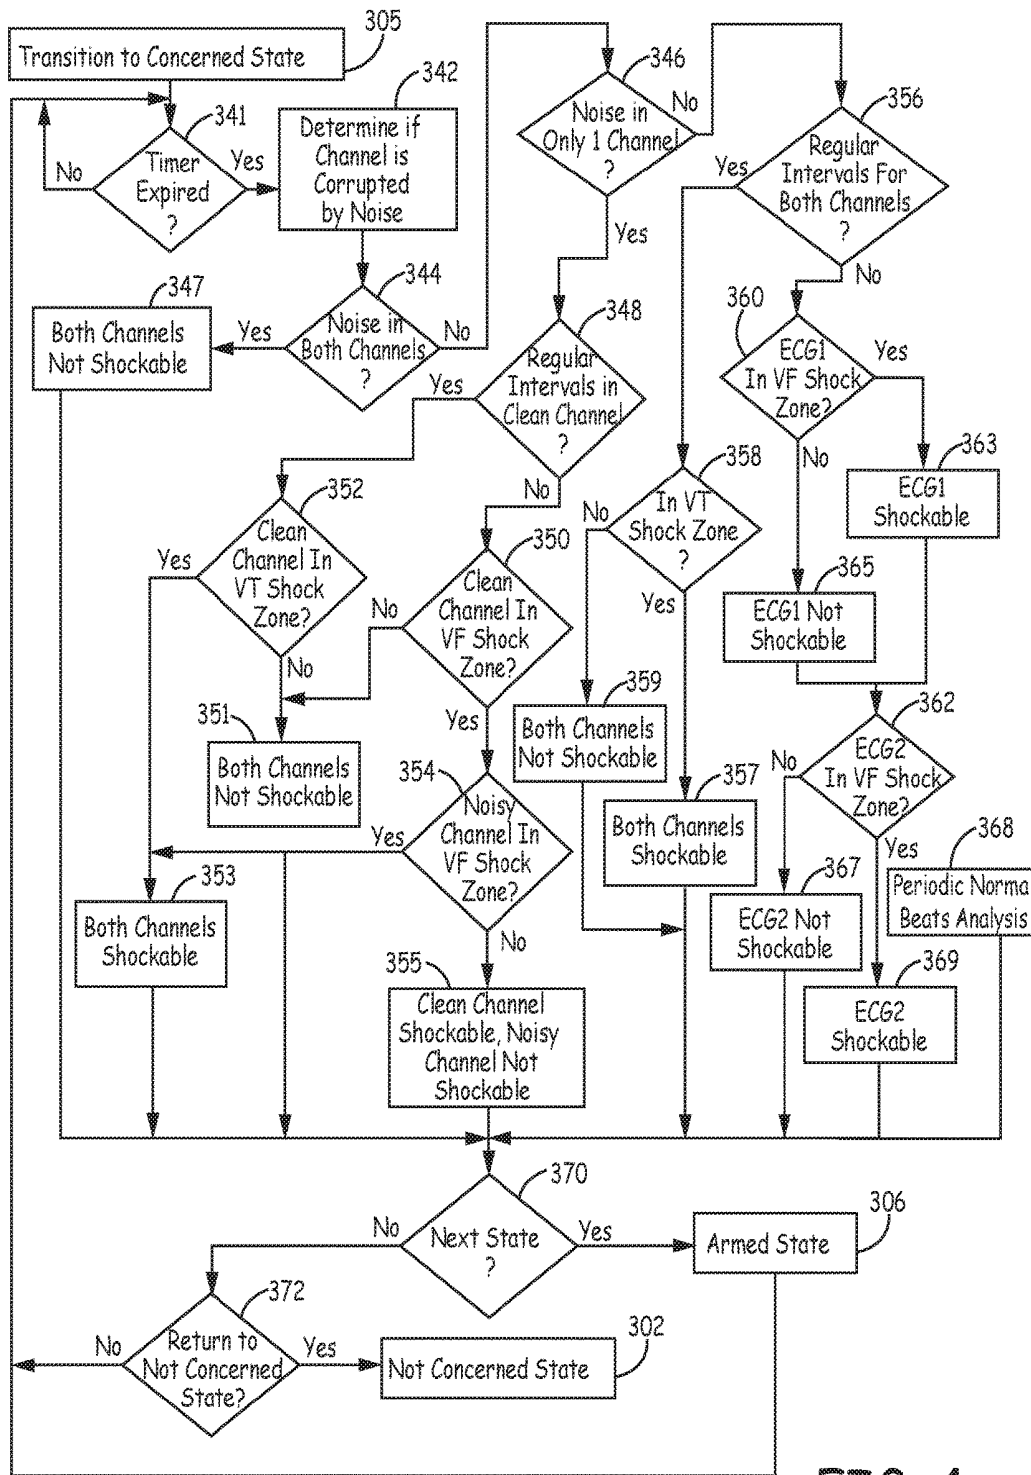 305
Transition to Concerned State
341
Timer
Expired
?
No
Yes
342
Determine if
Channel is
Corrupted
by Noise
344
Noise in
Both Channels
?
Yes
No
347
Both Channels
Not Shockable
346
Noise in
Only 1 Channel
?
No
Yes
348
Regular
Intervals in
Clean Channel
?
Yes
No
352
Clean
Channel In
VT Shock
Zone?
Yes
No
350
Clean
Channel In
VF Shock
Zone?
No
Yes
351
Both Channels
Not Shockable
354
Noisy
Channel In
VF Shock
Zone?
Yes
No
353
Both Channels
Shockable
355
Clean Channel
Shockable, Noisy
Channel Not
Shockable
356
Regular
Intervals For
Both Channels
?
Yes
No
358
In VT
Shock Zone
?
No
Yes
359
Both Channels
Not Shockable
357
Both Channels
Shockable
360
ECG1
In VF Shock
Zone?
Yes
No
363
ECG1
Shockable
365
ECG1 Not
Shockable
362
ECG2
In VF Shock
Zone?
No
Yes
367
ECG2 Not
Shockable
369
ECG2
Shockable
368
Periodic Norma
Beats Analysis
370
Next State
?
No
Yes
306
Armed State
372
Return to
Not Concerned
State?
No
Yes
302
Not Concerned State